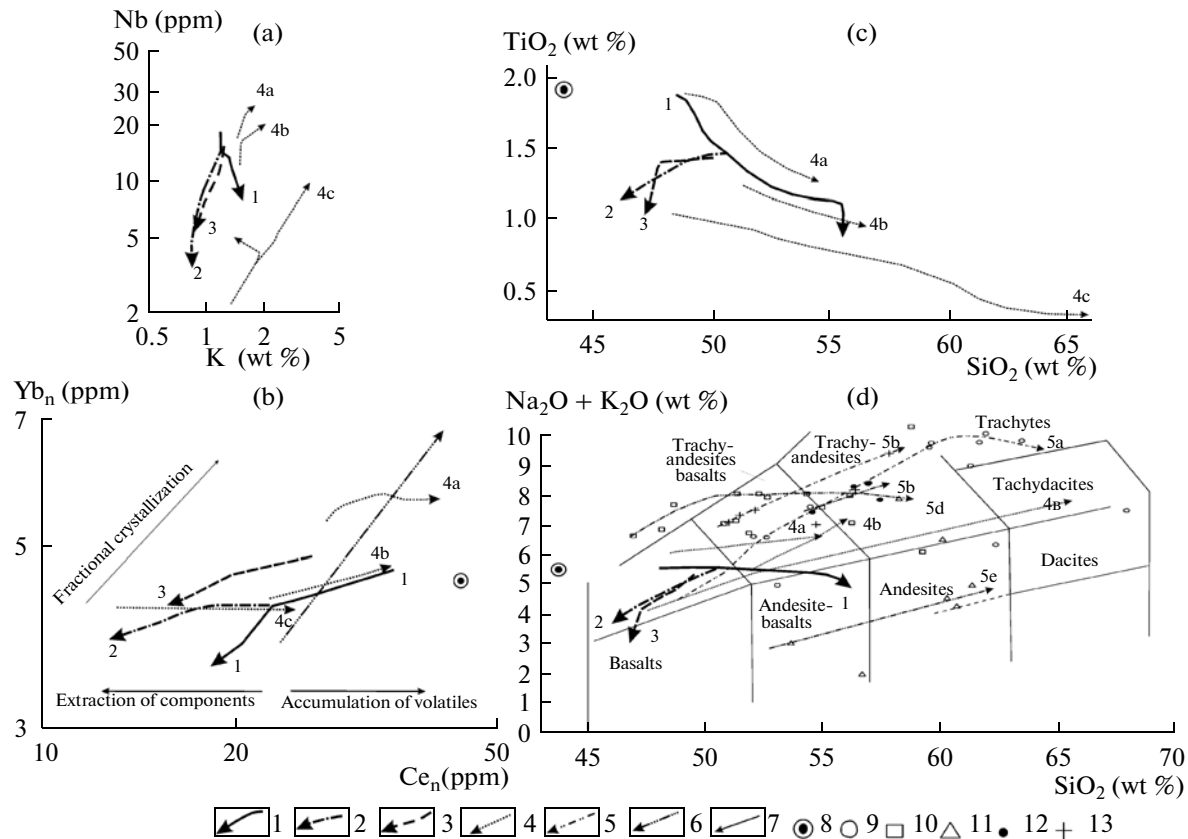 Nb (ppm)
(a)
50
30
20
10
5
2
0.5 1 2 5
K (wt %)
4a
4b
4c
1
3
2
TiO2 (wt %)
(c)
2.0
1.5
1.0
0.5
45 50 55 60 65
SiO2 (wt %)
1
4a
2
3
4b
4c
Ybn (ppm)
(b)
7
5
3
10 20 50
Cen(ppm)
Fractional crystallization
4a
4b
1
3
4c
2
1
Extraction of components
Accumulation of volatiles
Na2O + K2O (wt %)
(d)
10
9
8
7
6
5
4
3
2
1
0
45 50 55 60 65 70
SiO2 (wt %)
Trachy-
andesites
basalts
Trachy-
andesites
5b
Trachytes
5a
5b
Tachydacites
5d
4в
4a
4b
Dacites
Andesites
5e
Andesite-
basalts
1
2
3
Basalts
1 2 3 4 5 6 7 8 9 10 11 12 13